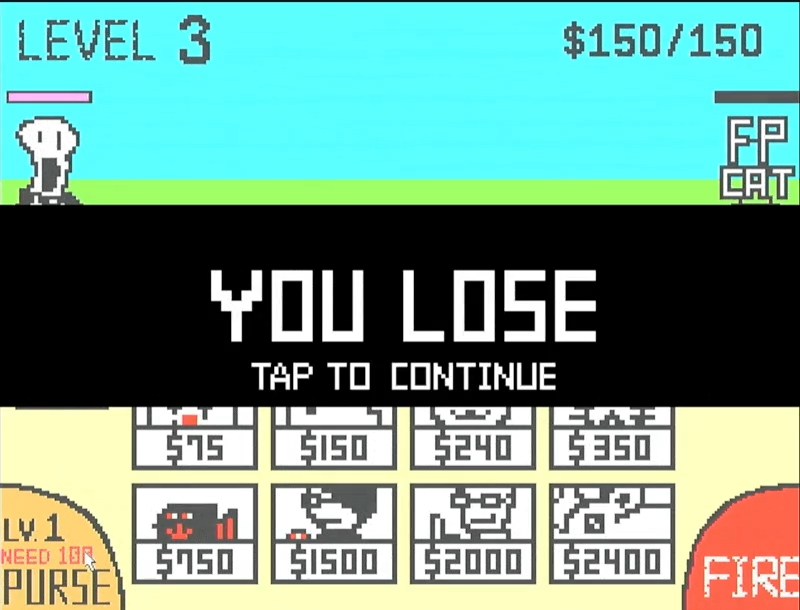 LEVEL 3
$150/150
FP
CAT
YOU LOSE
TAP TO CONTINUE
$75
$150
$240
$350
$750
$1500
$2000
$2400
LV.1
NEED 100
PURSE
FIRE